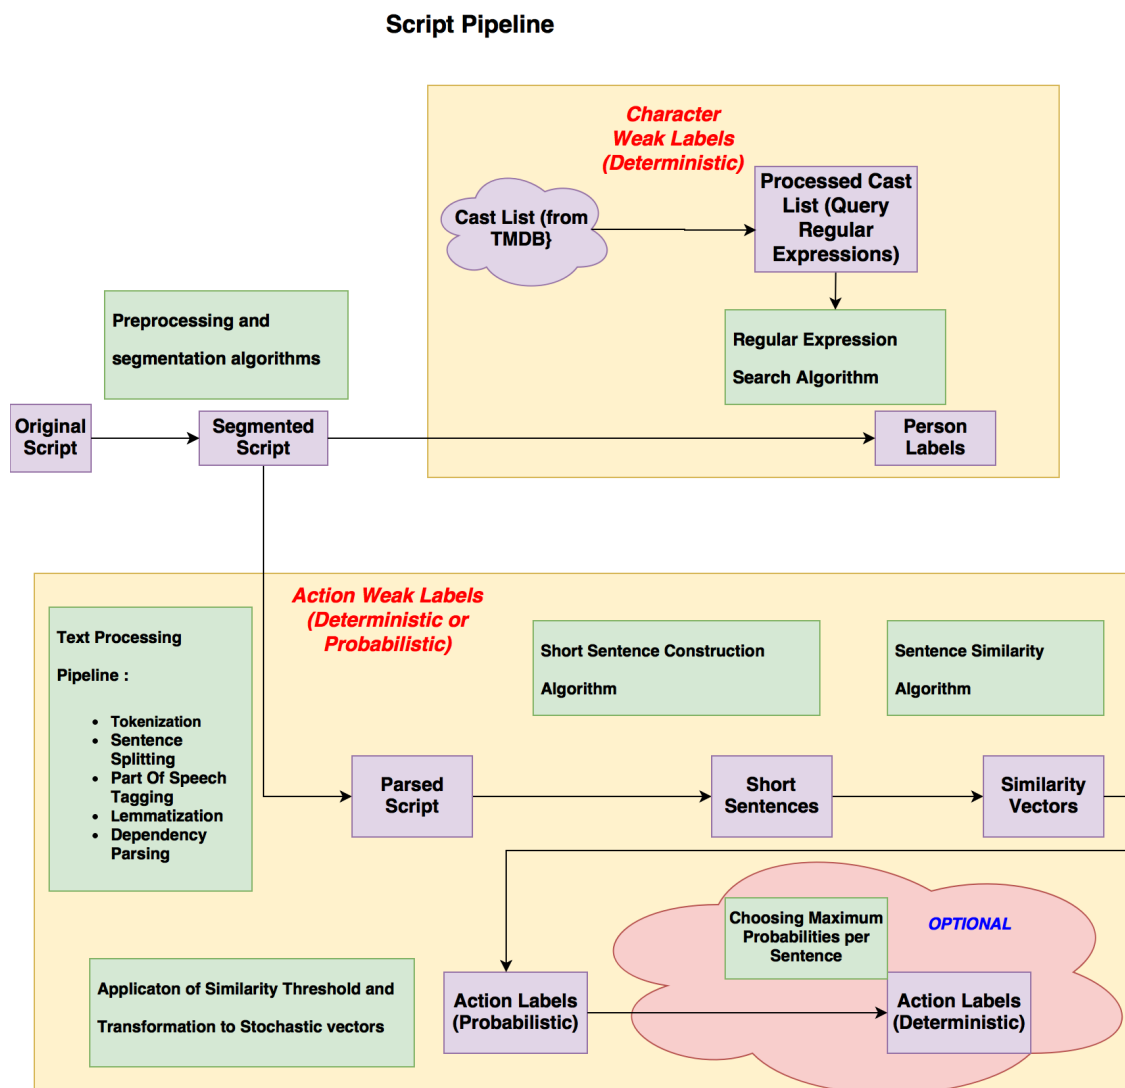 Script Pipeline
Character
Weak Labels
(Deterministic)
Cast List (from
TMDB}
Processed Cast
List (Query
Regular
Expressions)
Preprocessing and
segmentation algorithms
Regular Expression
Search Algorithm
Original
Script
Segmented
Script
Person
Labels
Action Weak Labels
(Deterministic or
Probabilistic)
Text Processing
Pipeline :
• Tokenization
• Sentence
Splitting
• Part Of Speech
Tagging
• Lemmatization
• Dependency
Parsing
Short Sentence Construction
Algorithm
Sentence Similarity
Algorithm
Parsed
Script
Short
Sentences
Similarity
Vectors
Choosing Maximum
Probabilities per
Sentence
OPTIONAL
Applicaton of Similarity Threshold and
Transformation to Stochastic vectors
Action Labels
(Probabilistic)
Action Labels
(Deterministic)